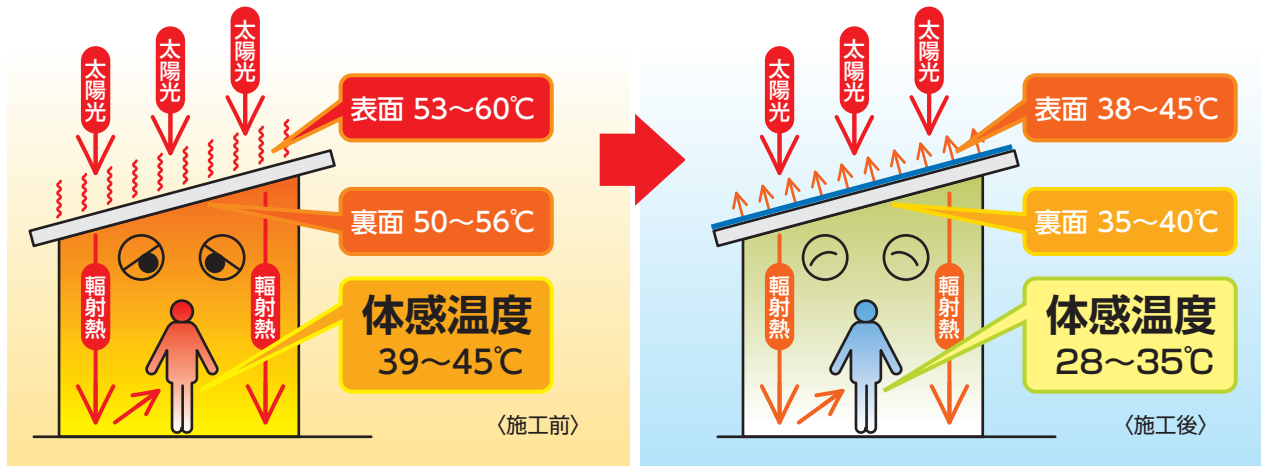 太陽光
太陽光
太陽光
表面 53〜60℃
裏面 50〜56℃
輻射熱
輻射熱
体感温度
39〜45℃
〈施工前〉
太陽光
太陽光
太陽光
表面 38〜45℃
裏面 35〜40℃
輻射熱
輻射熱
体感温度
28〜35℃
〈施工後〉